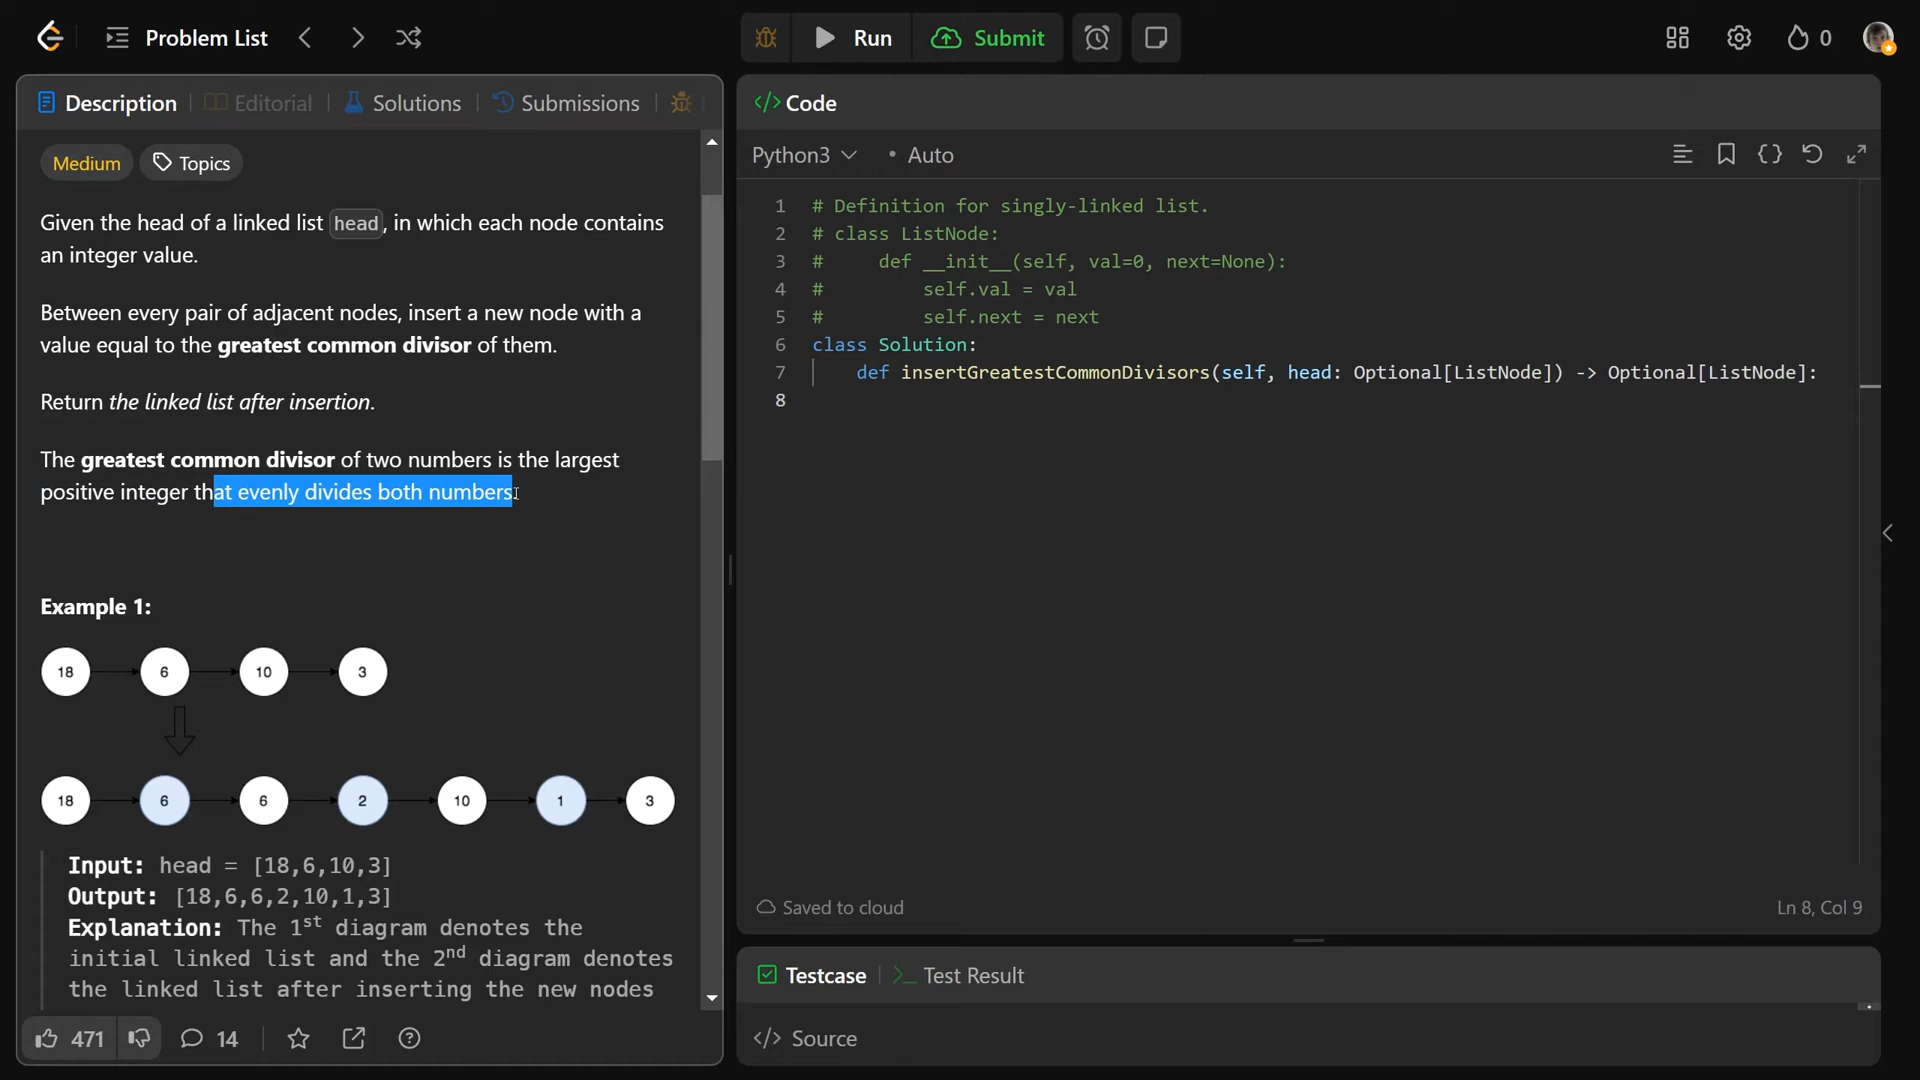 Problem List
Run
Submit
0
Description
Editorial
Solutions
Submissions
Medium
Topics
Given the head of a linked list head, in which each node contains
an integer value.
Between every pair of adjacent nodes, insert a new node with a
value equal to the greatest common divisor of them.
Return the linked list after insertion.
The greatest common divisor of two numbers is the largest
positive integer that evenly divides both numbers.
Example 1:
18 6 10 3
18 6 6 2 10 1 3
Input: head = [18,6,10,3]
Output: [18,6,6,2,10,1,3]
Explanation: The 1st diagram denotes the
initial linked list and the 2nd diagram denotes
the linked list after inserting the new nodes
471
14
</> Code
Python3
• Auto
1 # Definition for singly-linked list.
2 # class ListNode:
3 #     def __init__(self, val=0, next=None):
4 #         self.val = val
5 #         self.next = next
6 class Solution:
7     def insertGreatestCommonDivisors(self, head: Optional[ListNode]) -> Optional[ListNode]:
8
Saved to cloud
Ln 8, Col 9
Testcase
>_ Test Result
</> Source